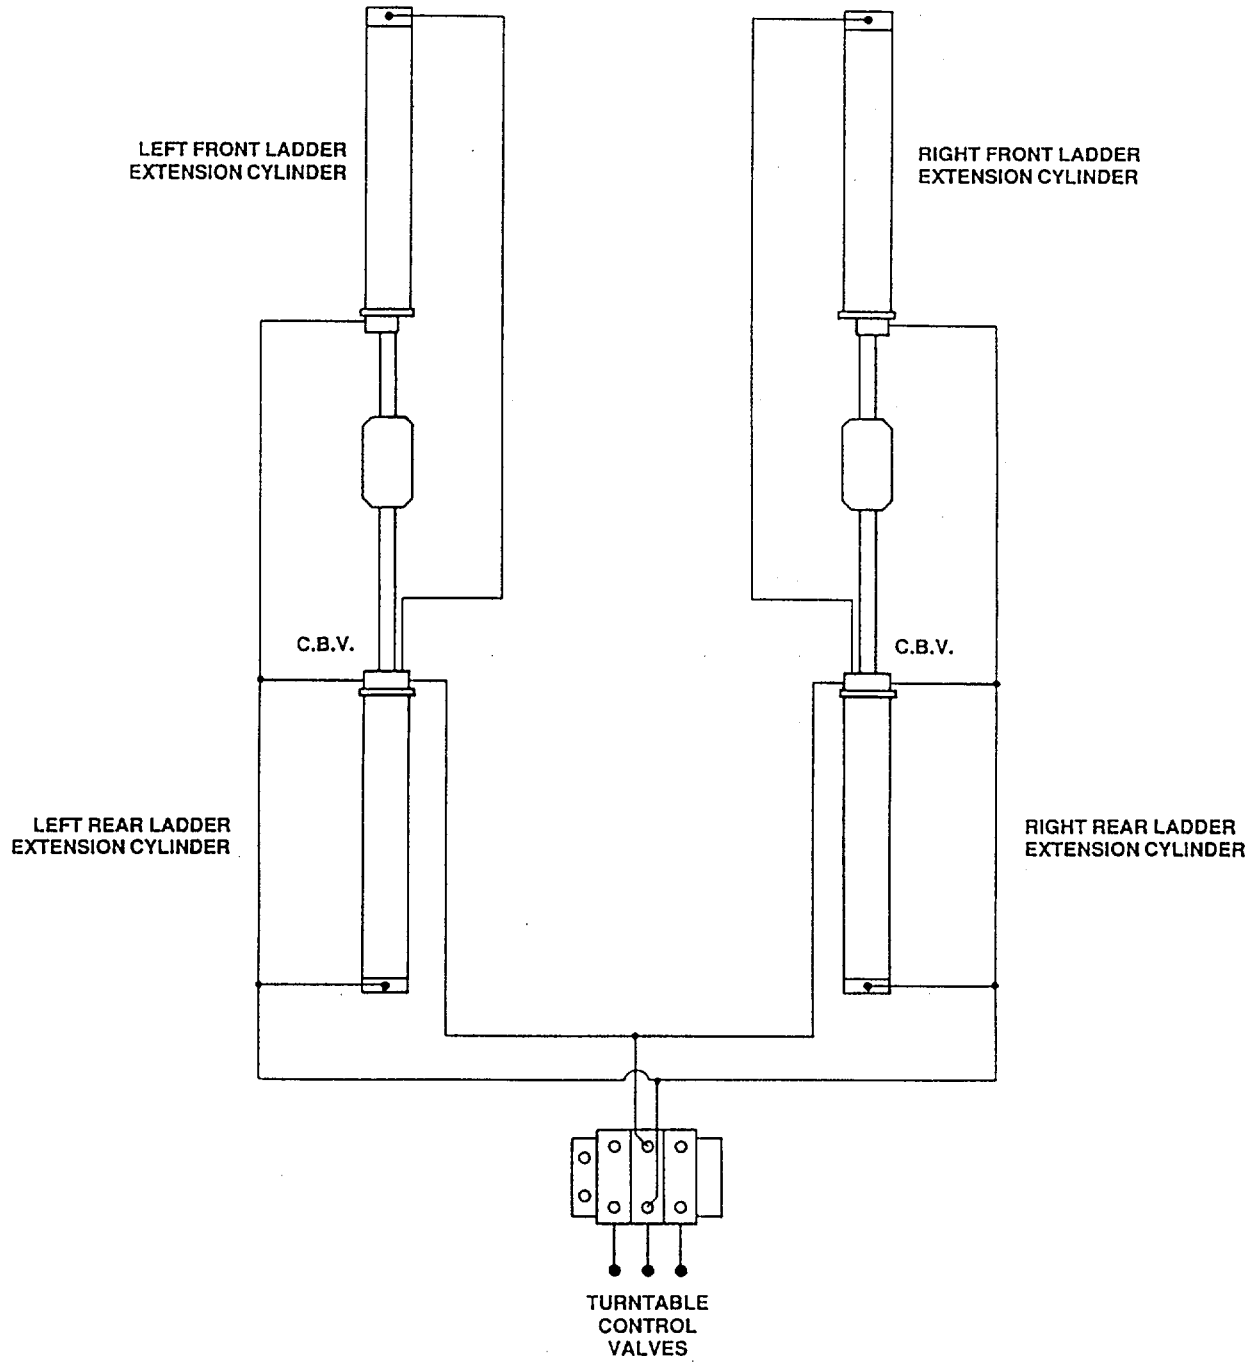 LEFT FRONT LADDER
EXTENSION CYLINDER
RIGHT FRONT LADDER
EXTENSION CYLINDER
C.B.V.
C.B.V.
LEFT REAR LADDER
EXTENSION CYLINDER
RIGHT REAR LADDER
EXTENSION CYLINDER
TURNTABLE
CONTROL
VALVES